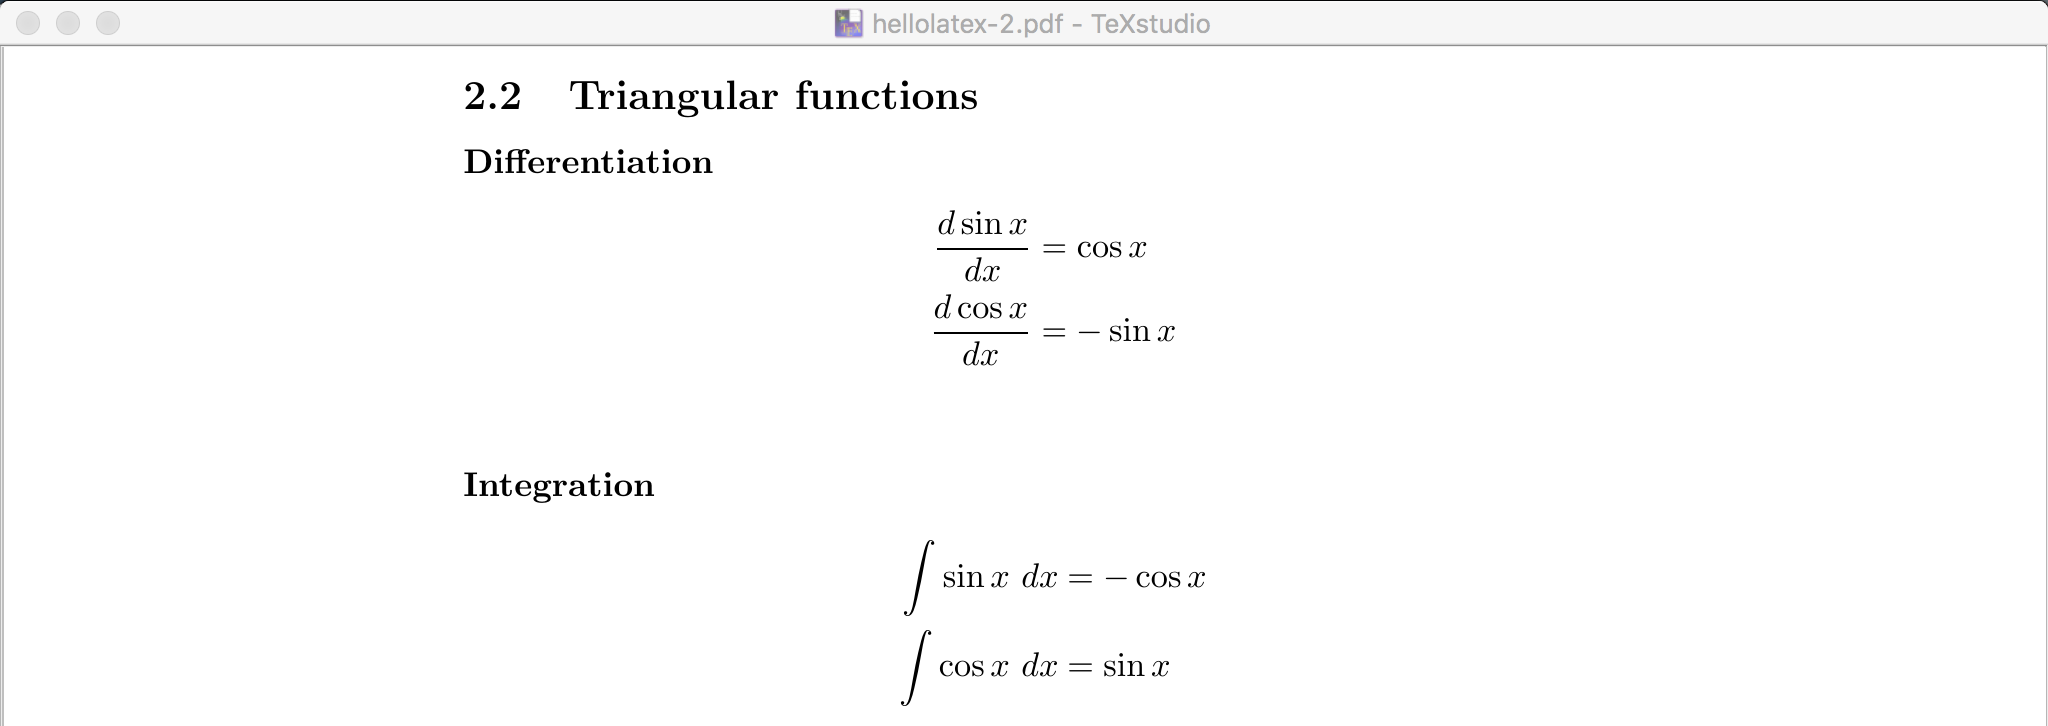 hellolatex-2.pdf - TeXstudio
2.2 Triangular functions
Differentiation
\frac{d \sin x}{dx} = \cos x
\frac{d \cos x}{dx} = - \sin x
Integration
\int \sin x \ dx = - \cos x
\int \cos x \ dx = \sin x